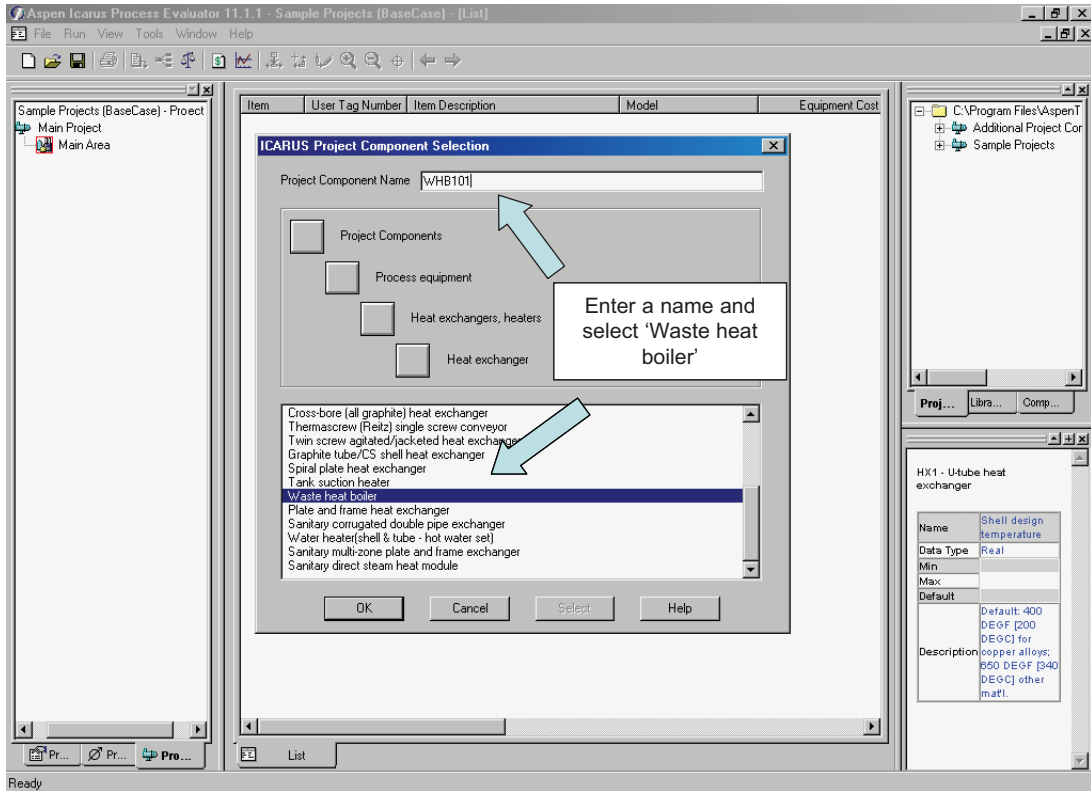 Aspen Icarus Process Evaluator 11.1.1 - Sample Projects (BaseCase) - [List]
File Run View Tools Window Help
Sample Projects (BaseCase) - Proect
Main Project
Main Area
Item User Tag Number Item Description Model Equipment Cost
ICARUS Project Component Selection
Project Component Name WHB101
Project Components
Process equipment
Heat exchangers, heaters
Heat exchanger
Enter a name and
select ‘Waste heat
boiler’
Cross-bore (all graphite) heat exchanger
Thermascrew (Reitz) single screw conveyor
Twin screw agitated/jacketed heat exchanger
Graphite tube/CS shell heat exchanger
Spiral plate heat exchanger
Tank suction heater
Waste heat boiler
Plate and frame heat exchanger
Sanitary corrugated double pipe exchanger
Water heater(shell & tube - hot water set)
Sanitary multi-zone plate and frame exchanger
Sanitary direct steam heat module
OK Cancel Select Help
C:\Program Files\AspenT
Additional Project Cor
Sample Projects
Proj... Libra... Comp...
HX1 - U-tube heat
exchanger
Name Shell design
temperature
Data Type Real
Min
Max
Default
Description Default: 400
DEGF [200
DEGC] for
copper alloys;
650 DEGF [340
DEGC] other
mat'l.
Pr... Pr... Pro...
List
Ready